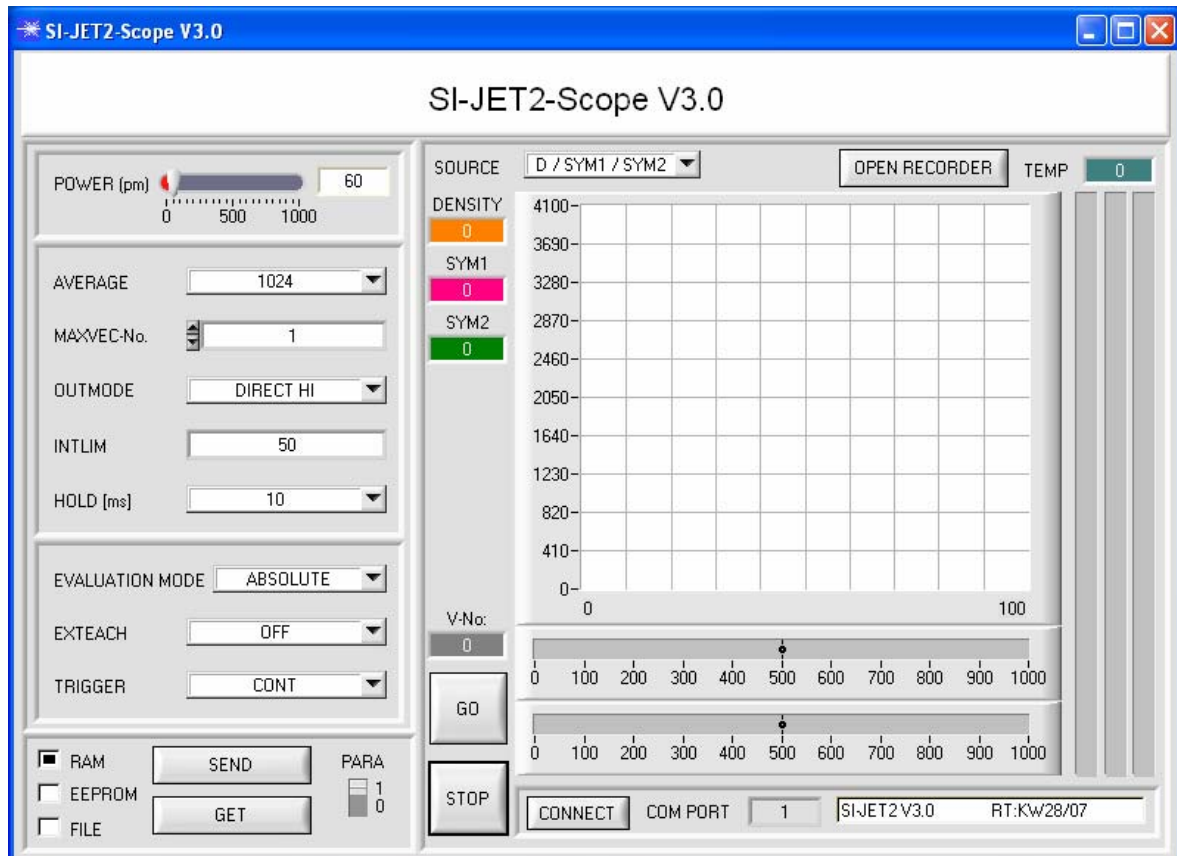 SI-JET2-Scope V3.0
SI-JET2-Scope V3.0
POWER (pm)
60
0 500 1000
AVERAGE 1024
MAXVEC-No. 1
OUTMODE DIRECT HI
INTLIM 50
HOLD [ms] 10
EVALUATION MODE ABSOLUTE
EXTEACH OFF
TRIGGER CONT
RAM
EEPROM
FILE
SEND
GET
PARA
1
0
SOURCE D / SYM1 / SYM2
OPEN RECORDER
TEMP 0
DENSITY
0
SYM1
0
SYM2
0
4100
3690
3280
2870
2460
2050
1640
1230
820
410
0
0 100
V-No:
0
0 100 200 300 400 500 600 700 800 900 1000
GO
0 100 200 300 400 500 600 700 800 900 1000
STOP
CONNECT COM PORT 1 SI-JET2 V3.0 RT:KW28/07